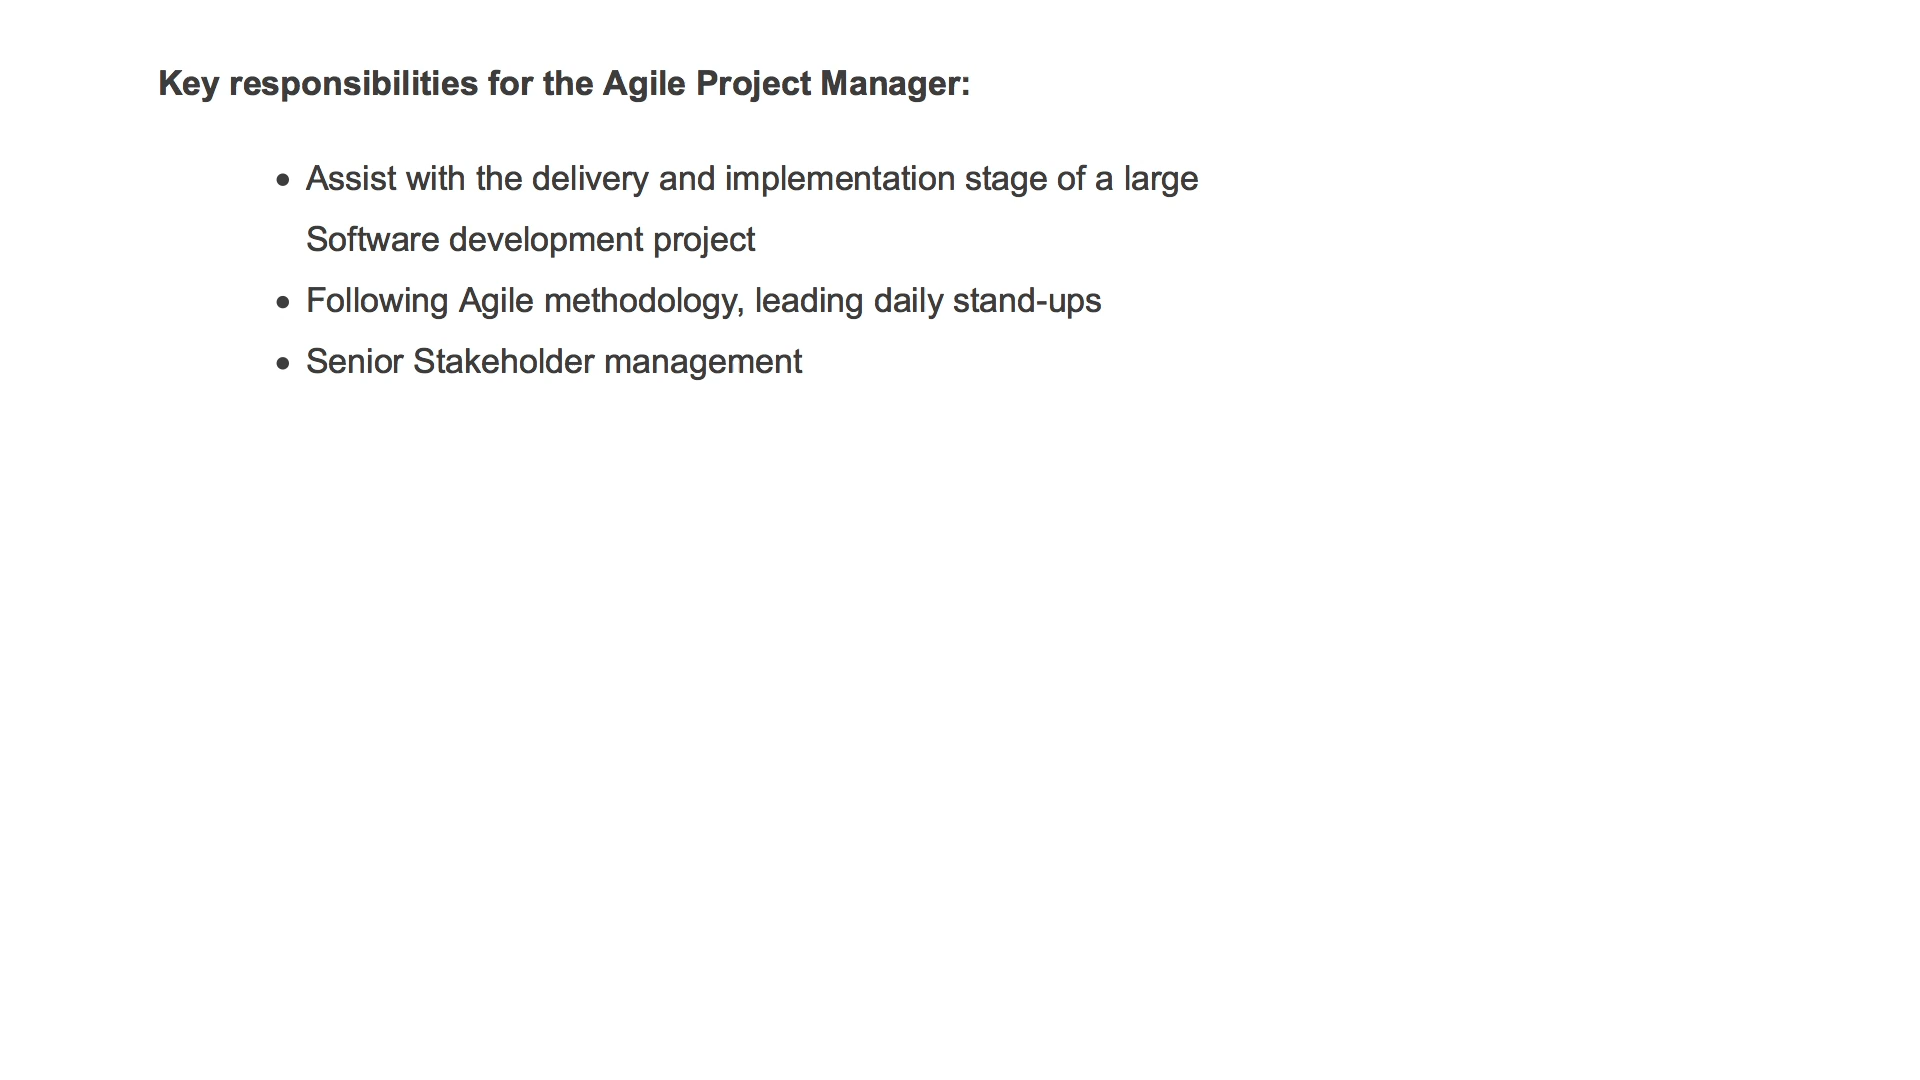 Key responsibilities for the Agile Project Manager:
• Assist with the delivery and implementation stage of a large
Software development project
• Following Agile methodology, leading daily stand-ups
• Senior Stakeholder management